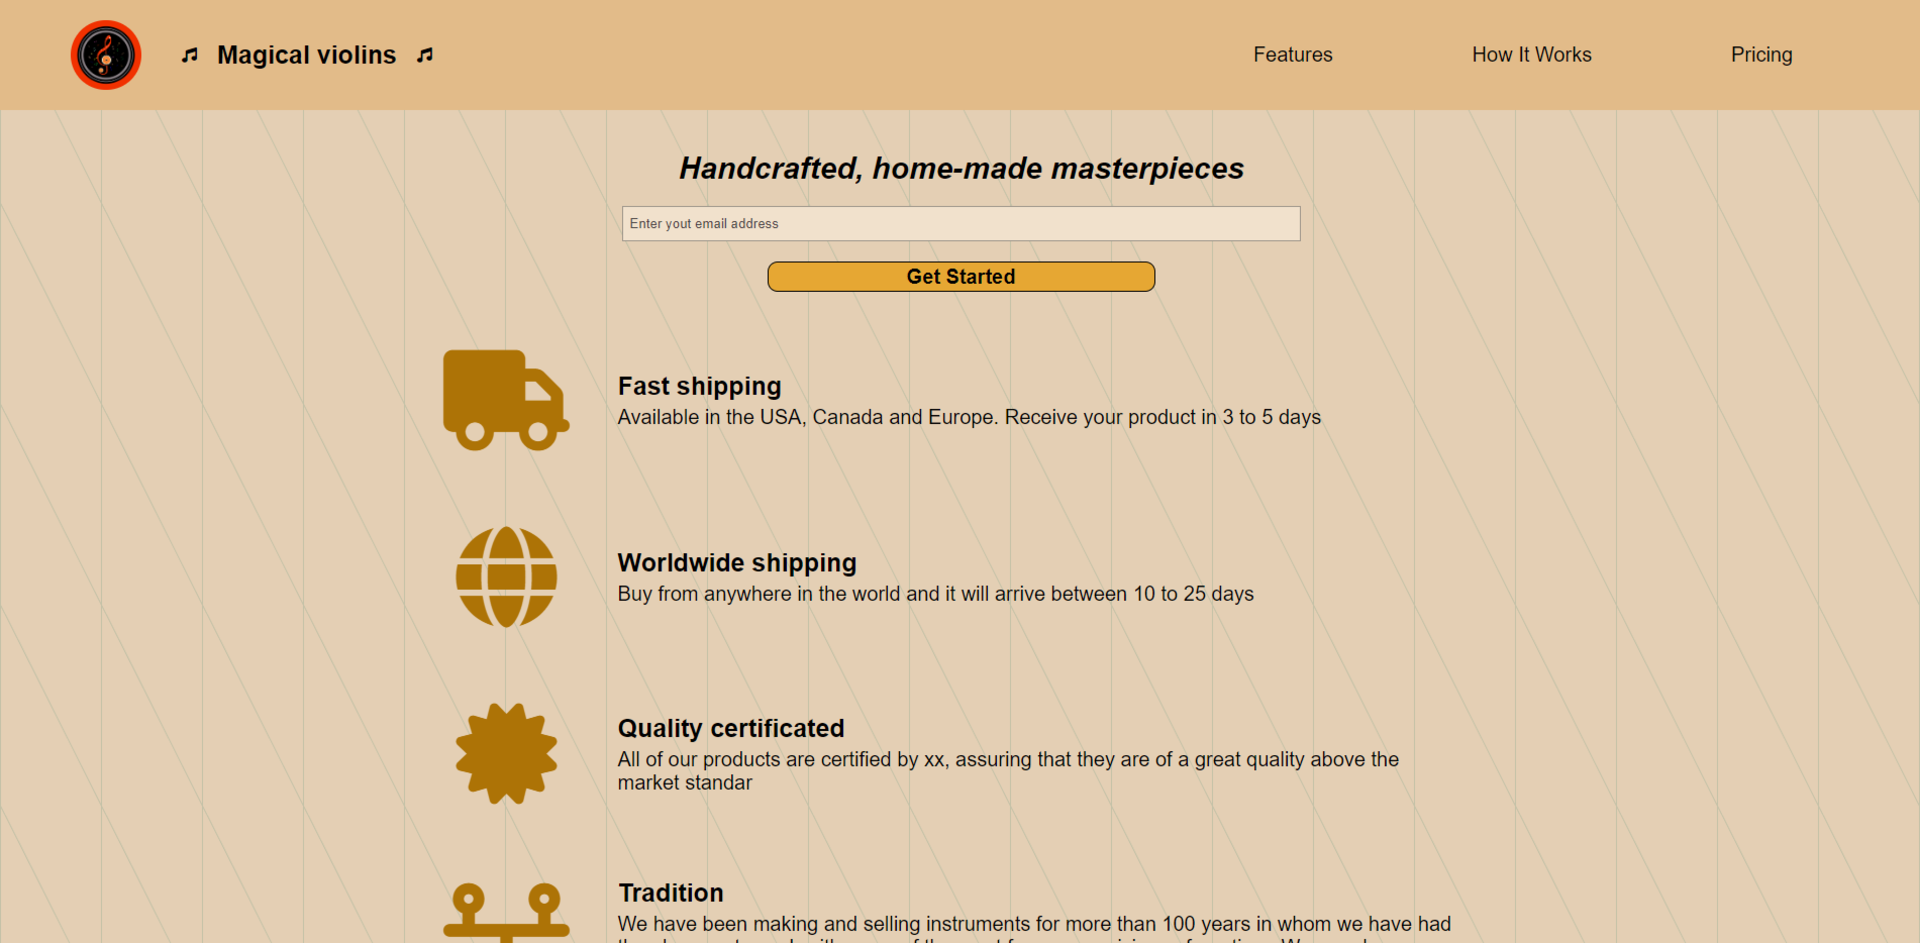 ♫ Magical violins ♫
Features
How It Works
Pricing
Handcrafted, home-made masterpieces
Enter yout email address
Get Started
Fast shipping
Available in the USA, Canada and Europe. Receive your product in 3 to 5 days
Worldwide shipping
Buy from anywhere in the world and it will arrive between 10 to 25 days
Quality certificated
All of our products are certified by xx, assuring that they are of a great quality above the
market standar
Tradition
We have been making and selling instruments for more than 100 years in whom we have had